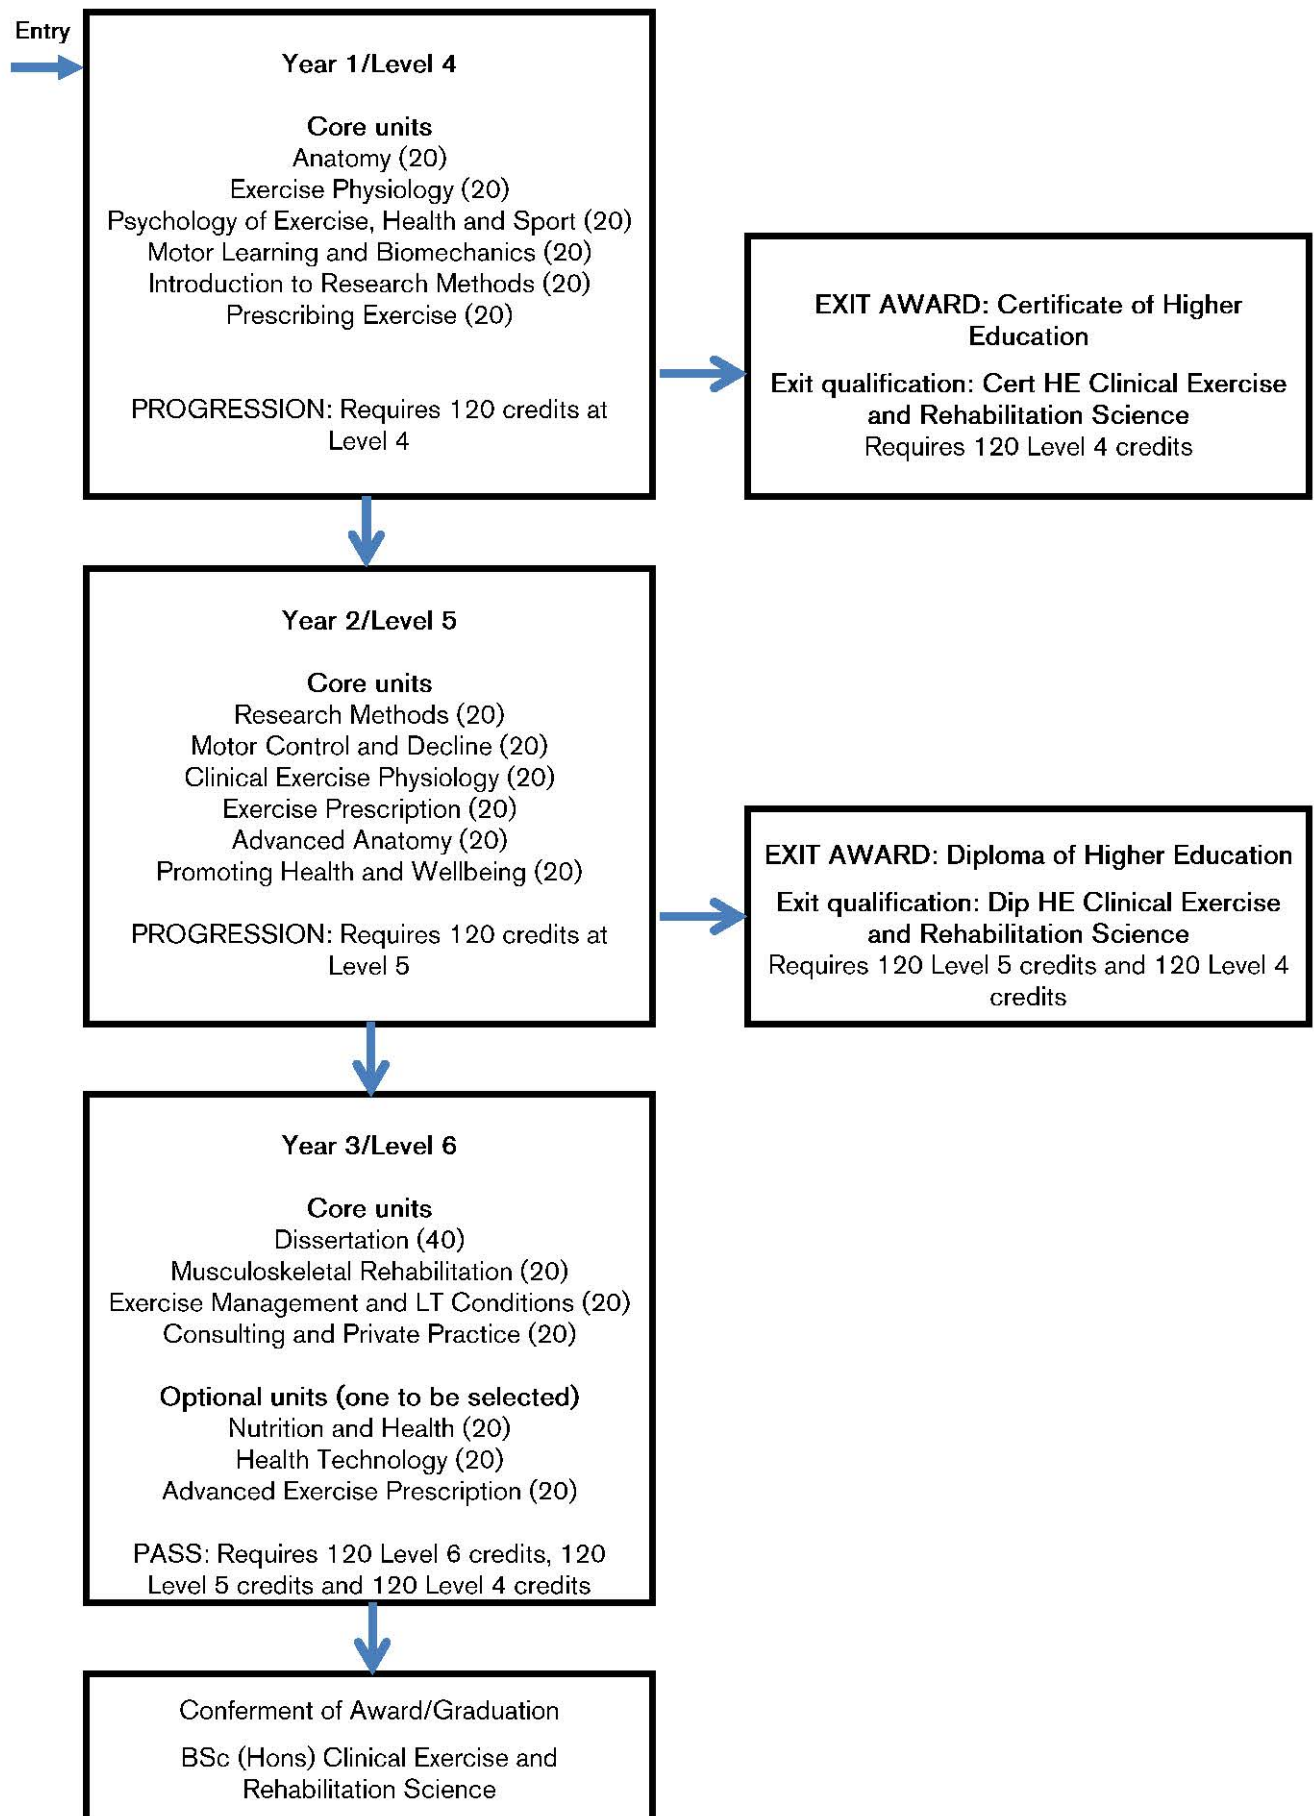 Entry
Year 1/Level 4
Core units
Anatomy (20)
Exercise Physiology (20)
Psychology of Exercise, Health and Sport (20)
Motor Learning and Biomechanics (20)
Introduction to Research Methods (20)
Prescribing Exercise (20)
PROGRESSION: Requires 120 credits at
Level 4
EXIT AWARD: Certificate of Higher
Education
Exit qualification: Cert HE Clinical Exercise
and Rehabilitation Science
Requires 120 Level 4 credits
Year 2/Level 5
Core units
Research Methods (20)
Motor Control and Decline (20)
Clinical Exercise Physiology (20)
Exercise Prescription (20)
Advanced Anatomy (20)
Promoting Health and Wellbeing (20)
PROGRESSION: Requires 120 credits at
Level 5
EXIT AWARD: Diploma of Higher Education
Exit qualification: Dip HE Clinical Exercise
and Rehabilitation Science
Requires 120 Level 5 credits and 120 Level 4
credits
Year 3/Level 6
Core units
Dissertation (40)
Musculoskeletal Rehabilitation (20)
Exercise Management and LT Conditions (20)
Consulting and Private Practice (20)
Optional units (one to be selected)
Nutrition and Health (20)
Health Technology (20)
Advanced Exercise Prescription (20)
PASS: Requires 120 Level 6 credits, 120
Level 5 credits and 120 Level 4 credits
Conferment of Award/Graduation
BSc (Hons) Clinical Exercise and
Rehabilitation Science